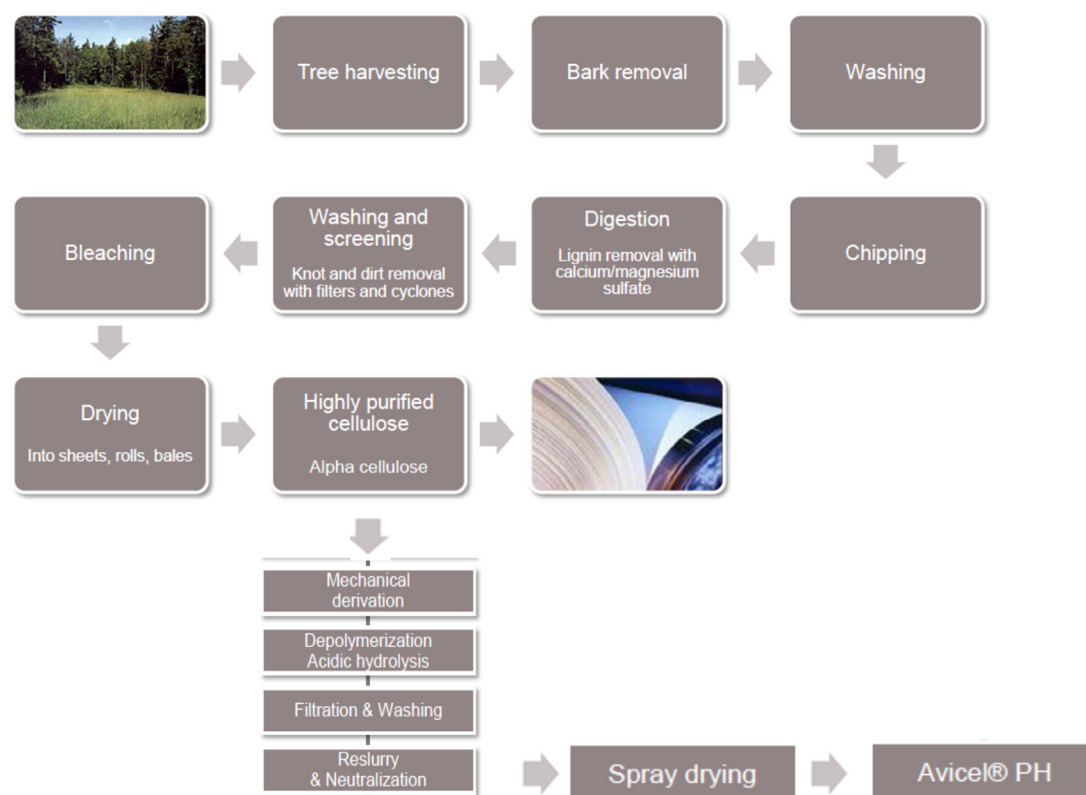 Tree harvesting
Bark removal
Washing
Chipping
Digestion
Lignin removal with
calcium/magnesium
sulfate
Washing and
screening
Knot and dirt removal
with filters and cyclones
Bleaching
Drying
Into sheets, rolls, bales
Highly purified
cellulose
Alpha cellulose
Mechanical
derivation
Depolymerization
Acidic hydrolysis
Filtration & Washing
Reslurry
& Neutralization
Spray drying
Avicel® PH